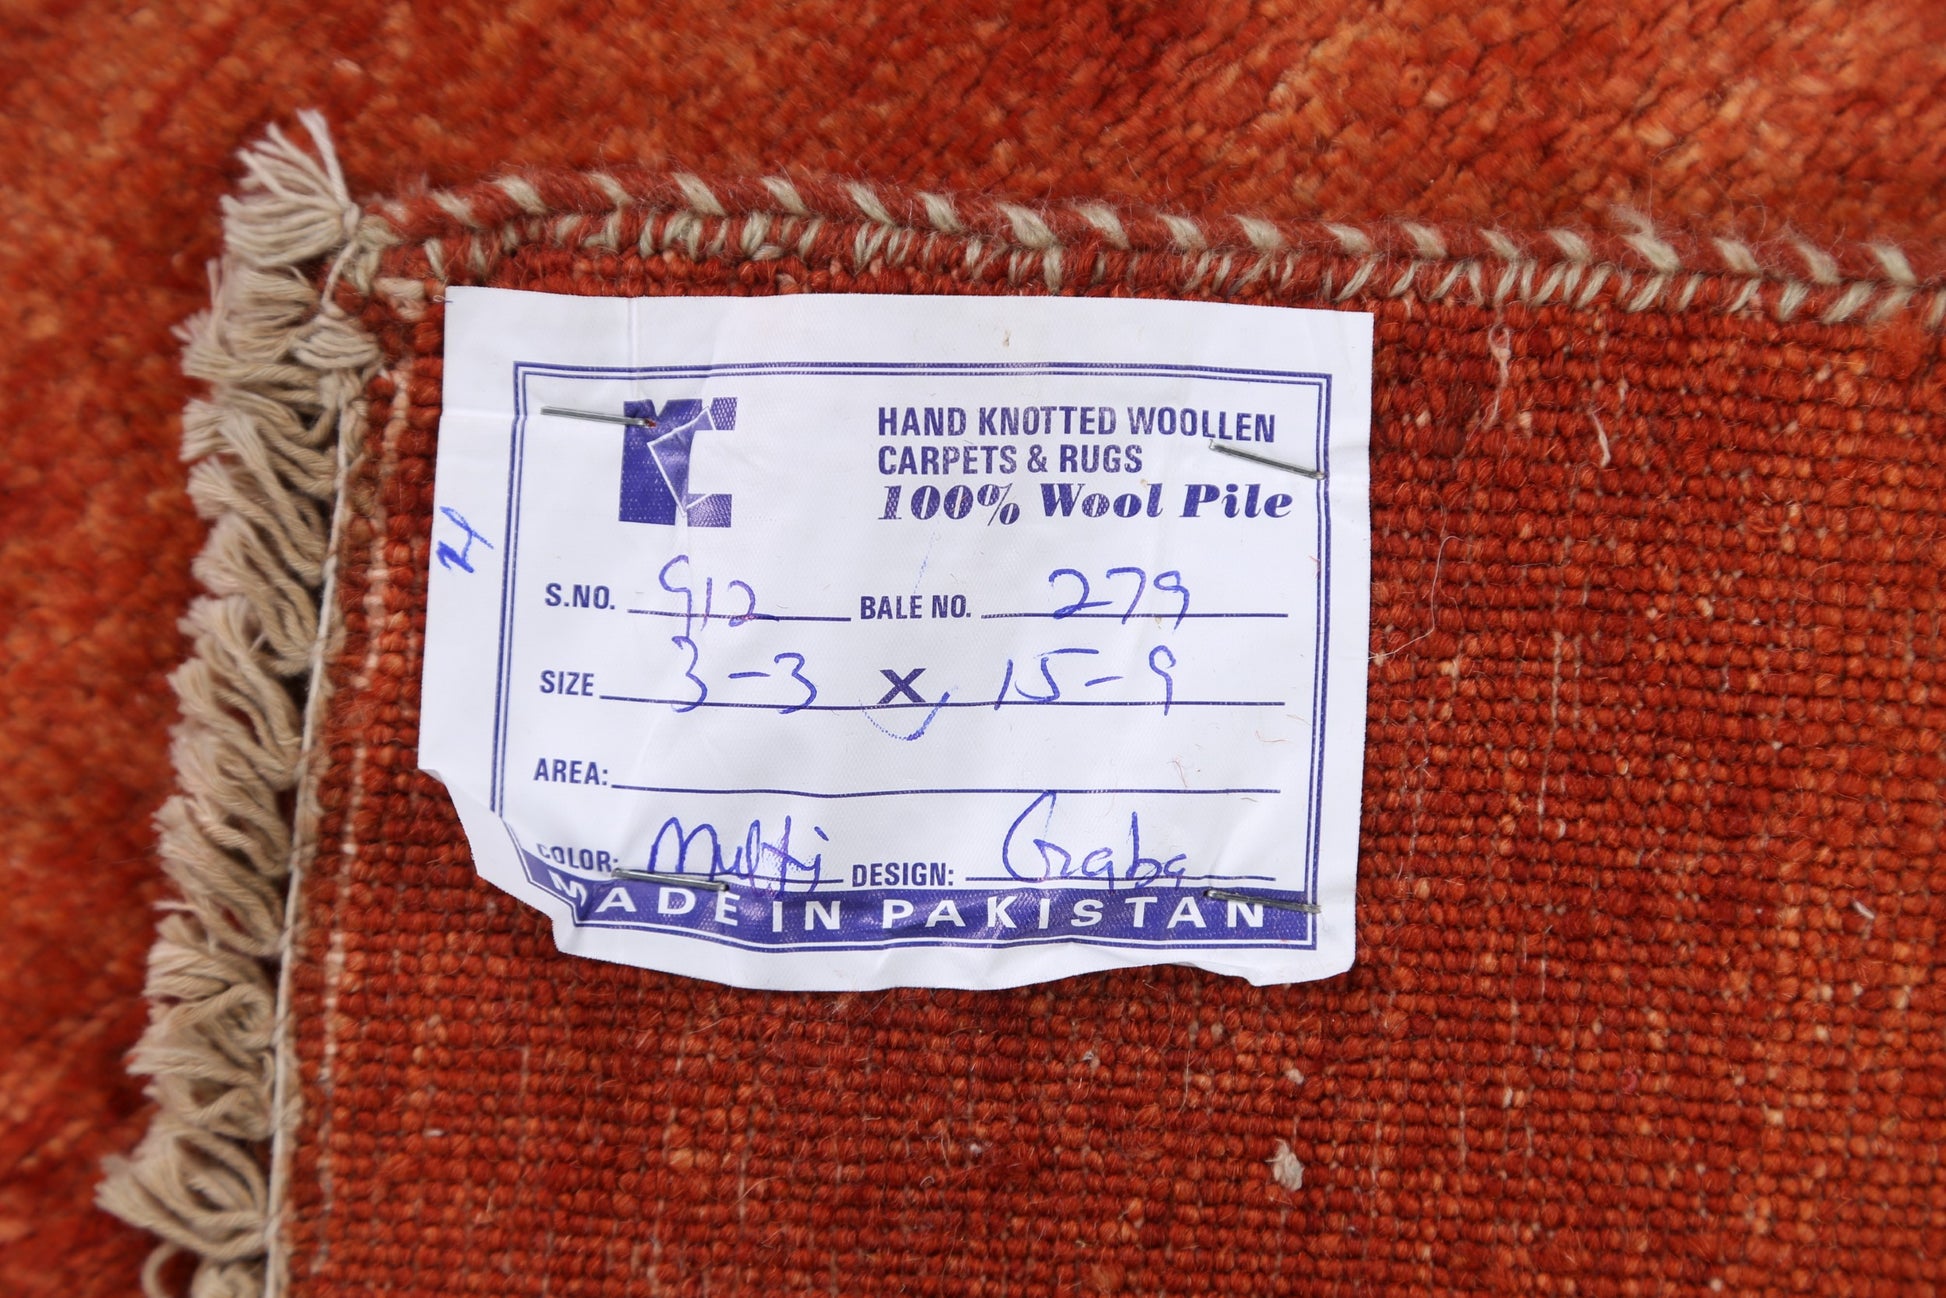 HAND KNOTTED WOOLLEN
CARPETS & RUGS
100% Wool Pile
S.NO. 912 BALE NO. 279
SIZE 3-3 X 15-9
AREA:
COLOR: Multi DESIGN: Graba
MADE IN PAKISTAN